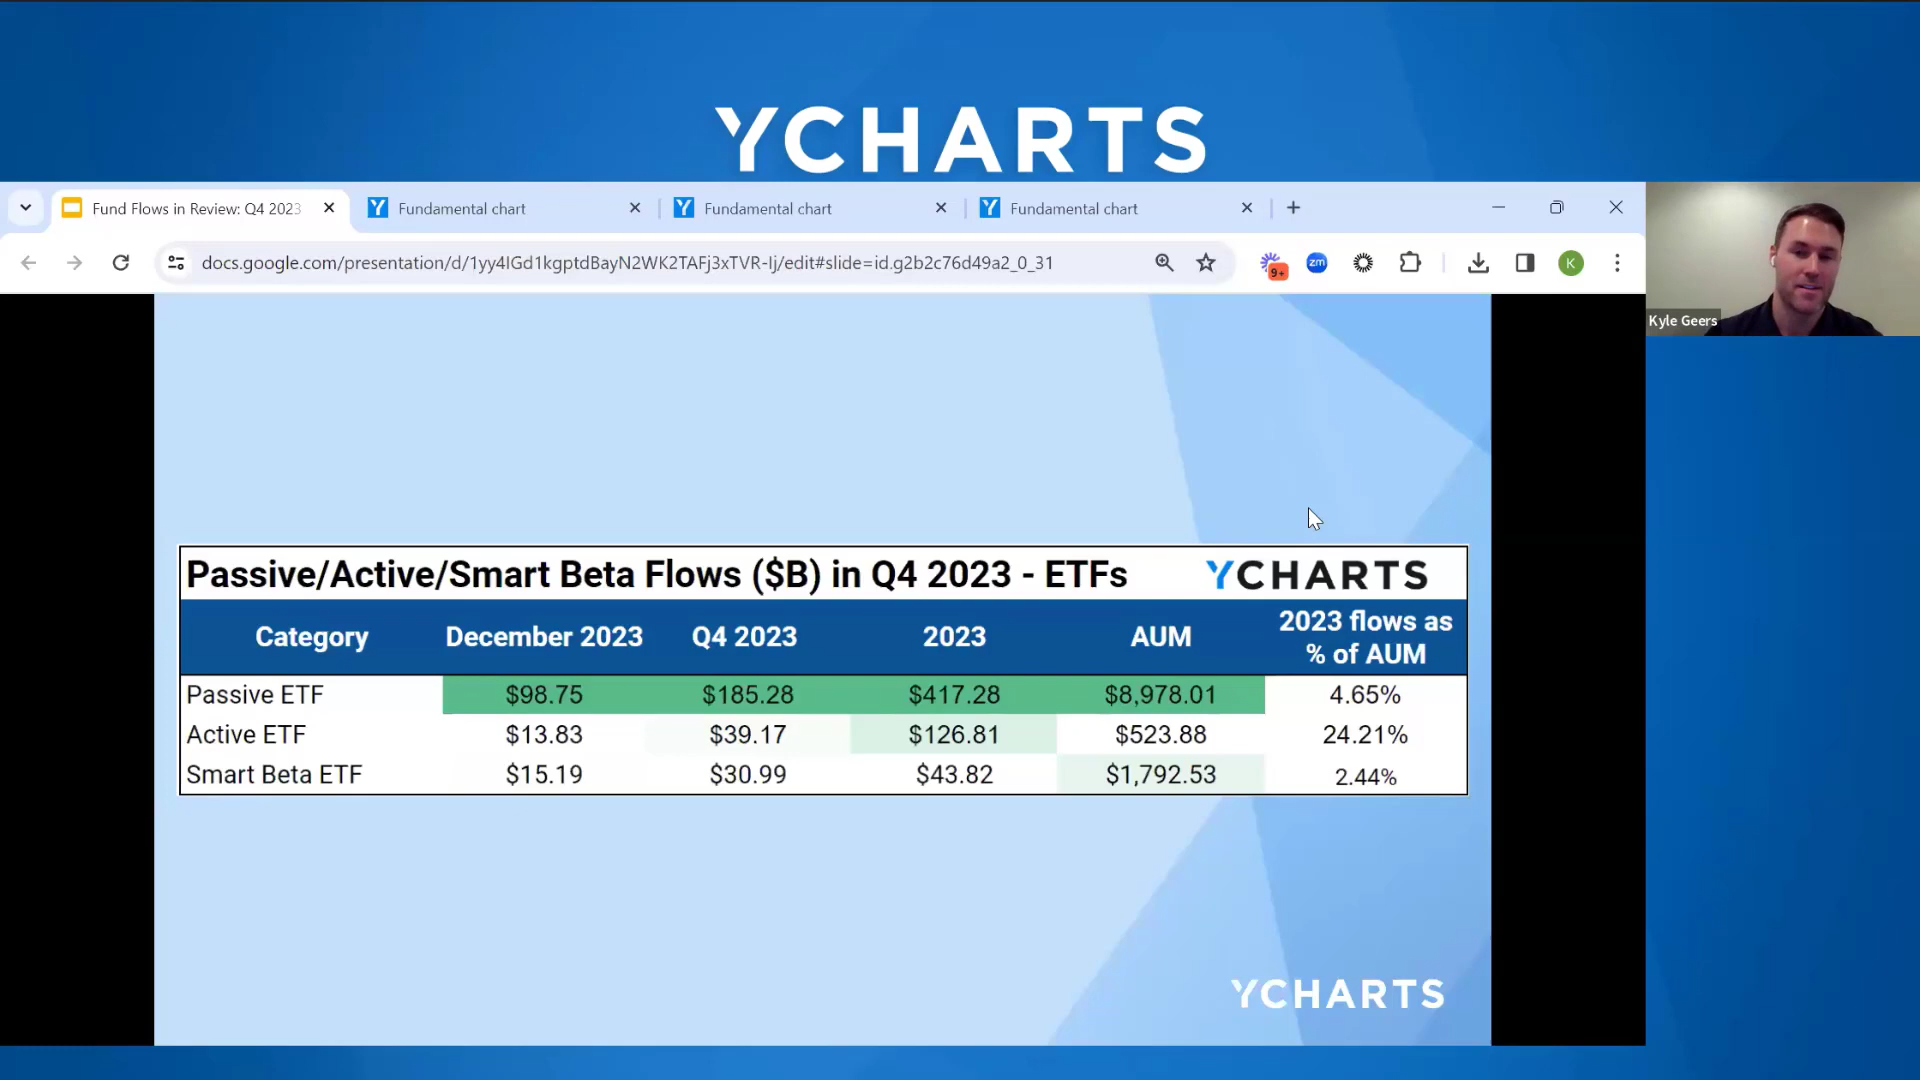 YCHARTS
Fund Flows in Review: Q4 2023
Fundamental chart
Fundamental chart
Fundamental chart
docs.google.com/presentation/d/1yy4IGd1kgptdBayN2WK2TAFj3xTVR-Ij/edit#slide=id.g2b2c76d49a2_0_31
9+
zm
K
Kyle Geers
Passive/Active/Smart Beta Flows ($B) in Q4 2023 - ETFs YCHARTS
Category December 2023 Q4 2023 2023 AUM 2023 flows as % of AUM
Passive ETF $98.75 $185.28 $417.28 $8,978.01 4.65%
Active ETF $13.83 $39.17 $126.81 $523.88 24.21%
Smart Beta ETF $15.19 $30.99 $43.82 $1,792.53 2.44%
YCHARTS